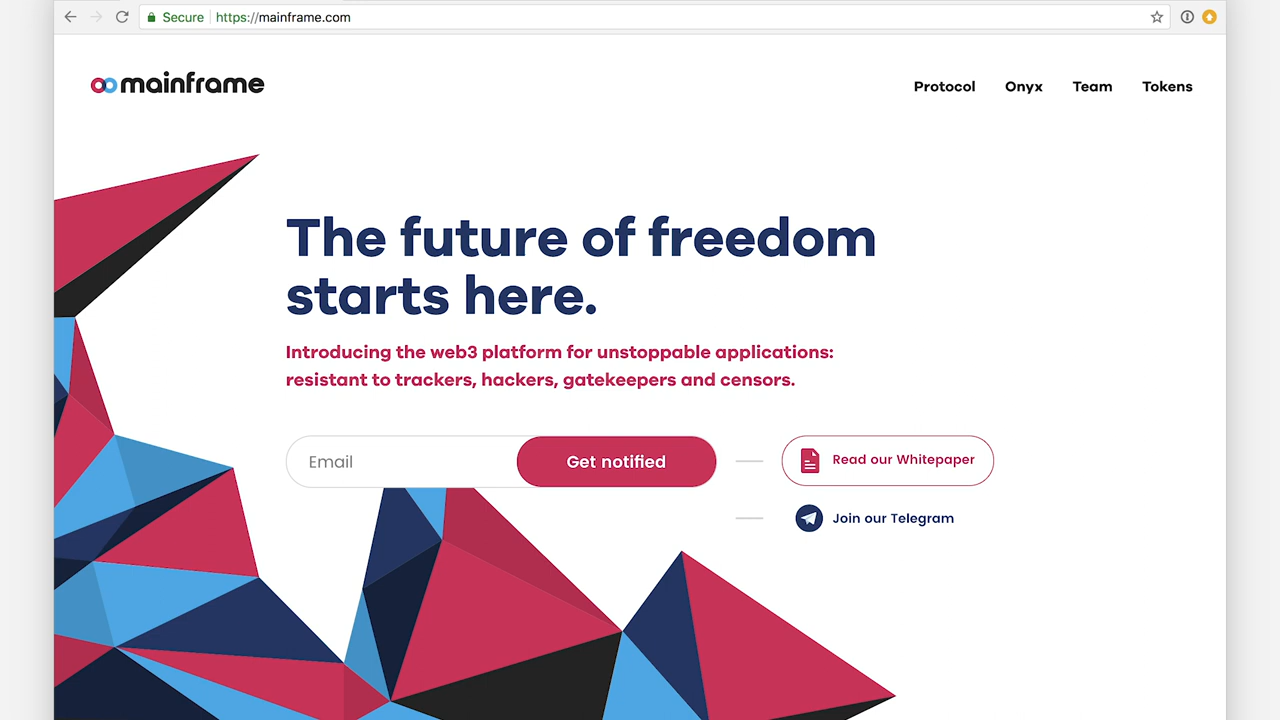 Secure https://mainframe.com
mainframe
Protocol Onyx Team Tokens
The future of freedom
starts here.
Introducing the web3 platform for unstoppable applications:
resistant to trackers, hackers, gatekeepers and censors.
Email Get notified Read our Whitepaper
Join our Telegram